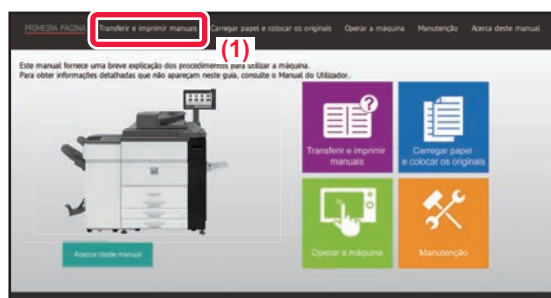 PRIMEIRA PÁGINA Transferir e imprimir manuais Carregar papel e colocar os originais Operar a máquina Manutenção Acerca deste manual
(1)
Este manual fornece uma breve explicação dos procedimentos para utilizar a máquina.
Para obter informações detalhadas que não apareçam neste guia, consulte o Manual do Utilizador.
Transferir e imprimir
manuais
Carregar papel
e colocar os originais
Operar a máquina
Manutenção
Acerca deste manual